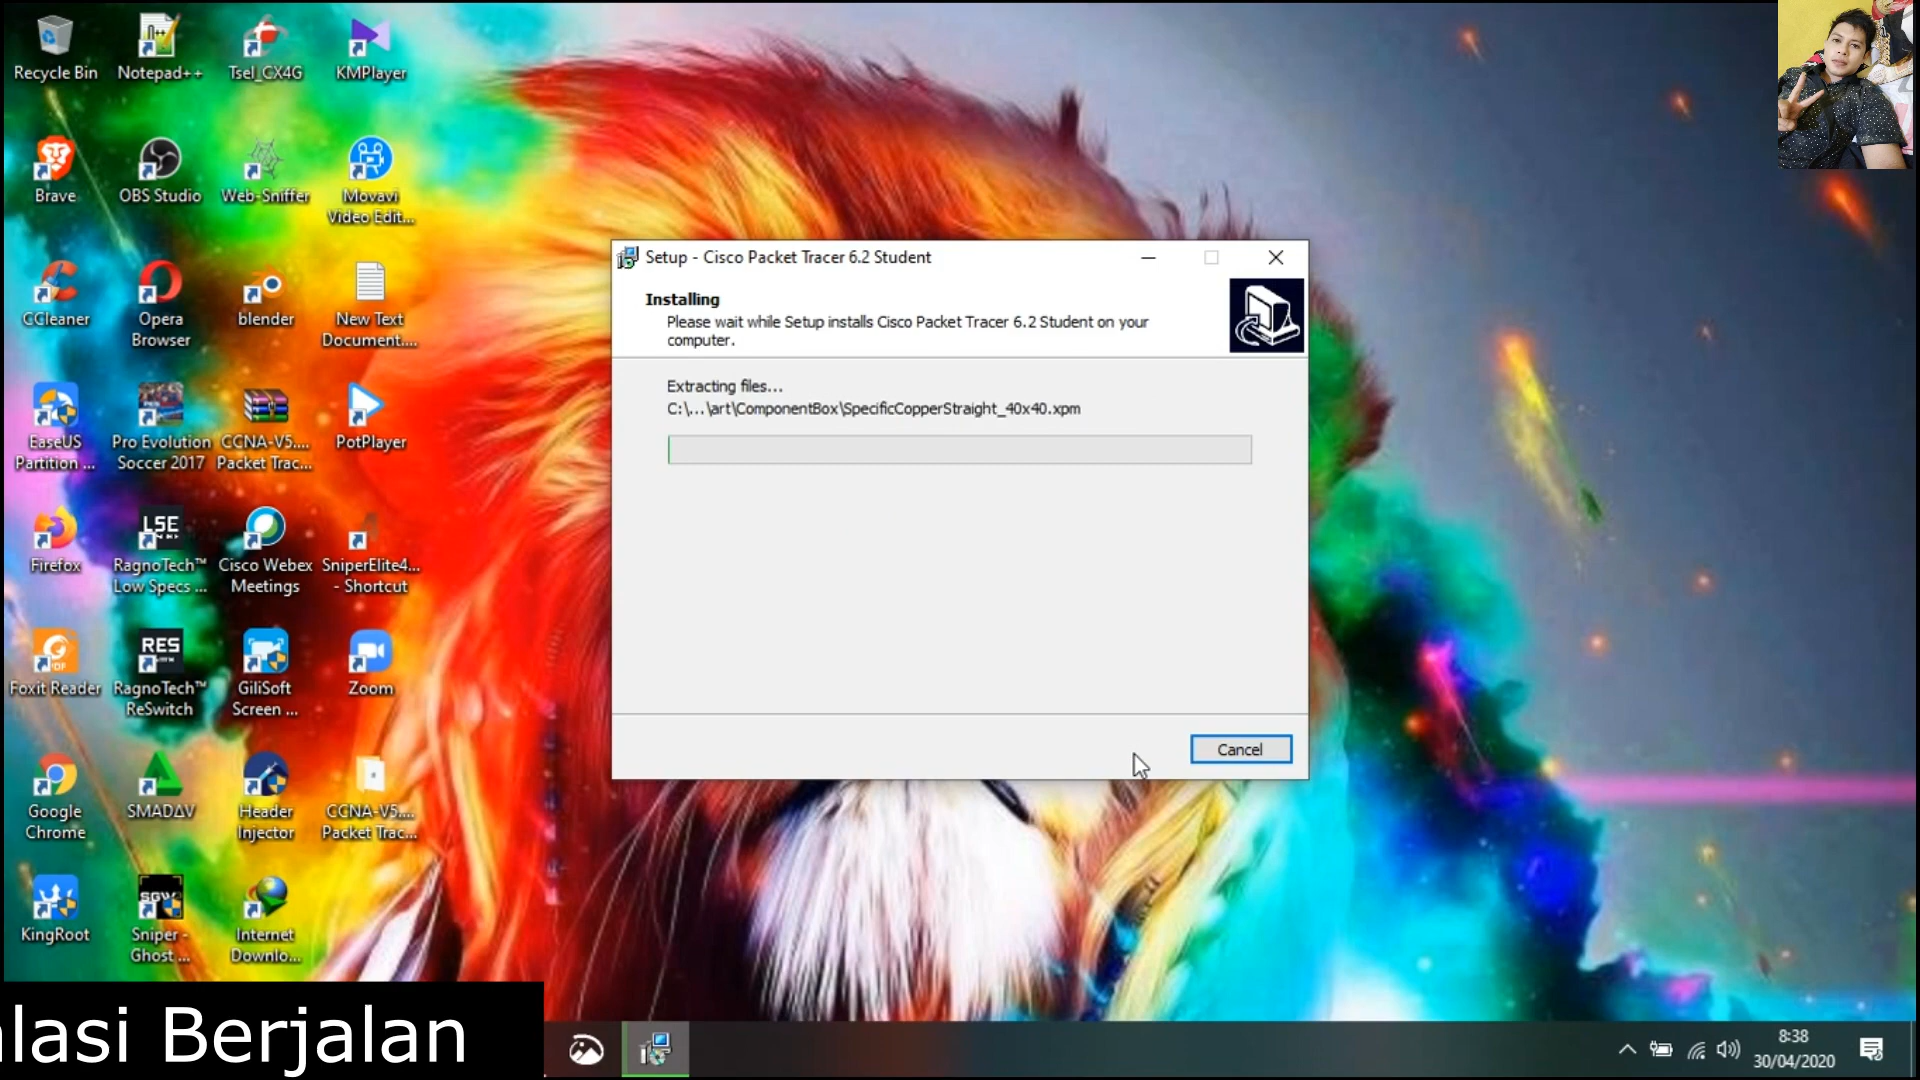 Recycle Bin
Notepad++
Tsel_CX4G
KMPlayer
Brave
OBS Studio
Web-Sniffer
Movavi
Video Edit...
CCleaner
Opera
Browser
blender
New Text
Document....
EaseUS
Partition ...
Pro Evolution
Soccer 2017
CCNA-V5....
Packet Trac...
PotPlayer
Firefox
LSE
RagnoTech™
Low Specs ...
Cisco Webex
Meetings
SniperElite4...
- Shortcut
Foxit Reader
RES
RagnoTech™
ReSwitch
GiliSoft
Screen ...
Zoom
Google
Chrome
SMADΔV
Header
Injector
CCNA-V5....
Packet Trac...
KingRoot
SGW
Sniper -
Ghost ...
Internet
Downlo...
Setup - Cisco Packet Tracer 6.2 Student
Installing
Please wait while Setup installs Cisco Packet Tracer 6.2 Student on your
computer.
Extracting files...
C:\...\art\ComponentBox\SpecificCopperStraight_40x40.xpm
Cancel
lasi Berjalan
8:38
30/04/2020